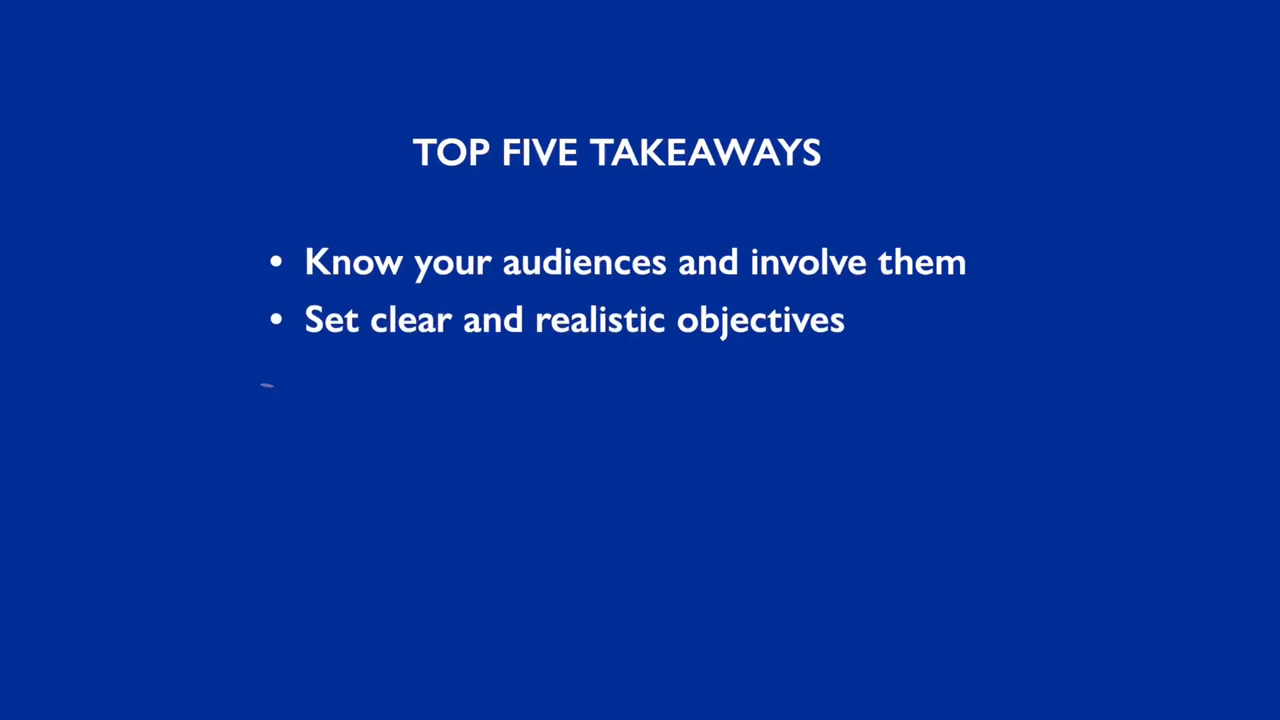 TOP FIVE TAKEAWAYS
• Know your audiences and involve them
• Set clear and realistic objectives